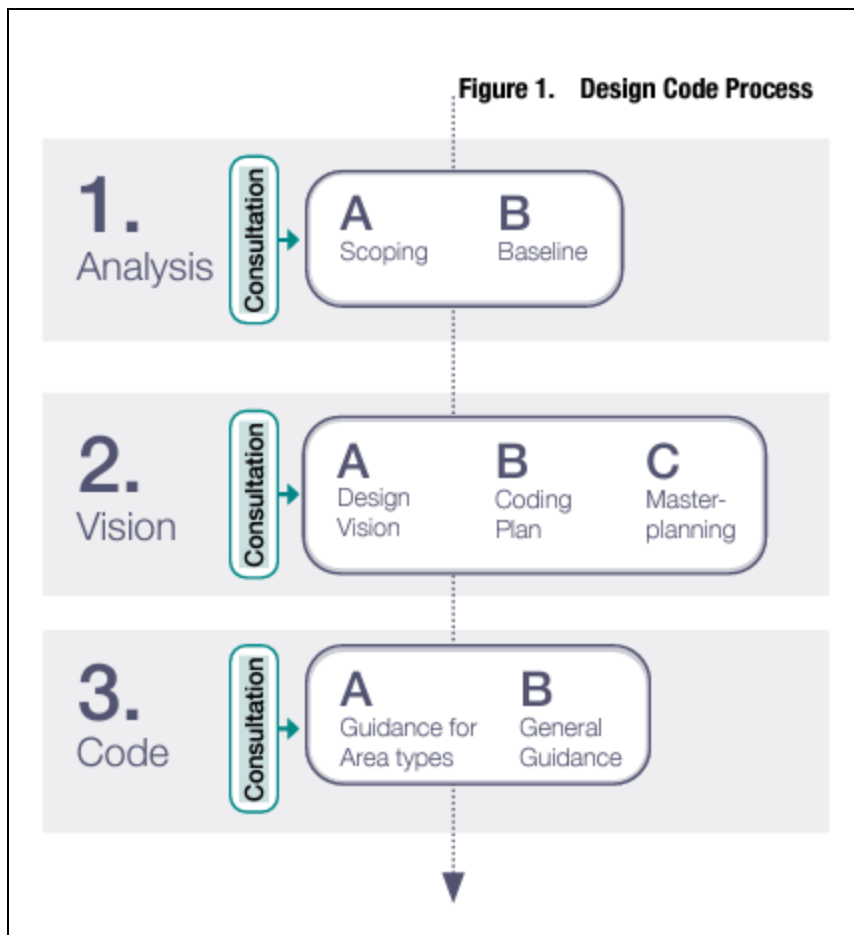 Figure 1. Design Code Process
1.
Analysis
Consultation
A
Scoping
B
Baseline
2.
Vision
Consultation
A
Design
Vision
B
Coding
Plan
C
Master-
planning
3.
Code
Consultation
A
Guidance for
Area types
B
General
Guidance